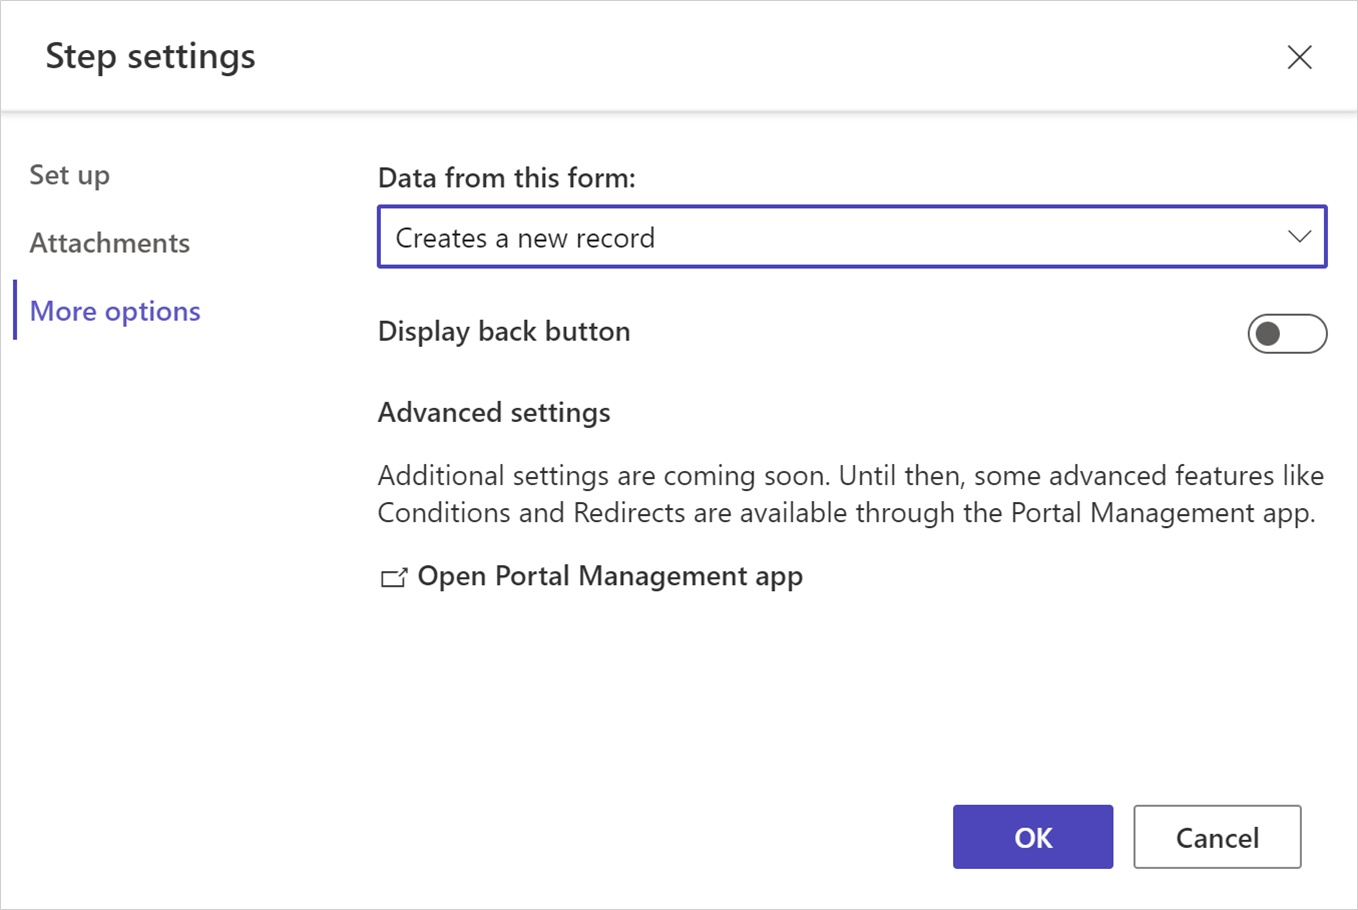 Step settings
Set up
Attachments
More options
Data from this form:
Creates a new record
Display back button
Advanced settings
Additional settings are coming soon. Until then, some advanced features like
Conditions and Redirects are available through the Portal Management app.
Open Portal Management app
OK
Cancel